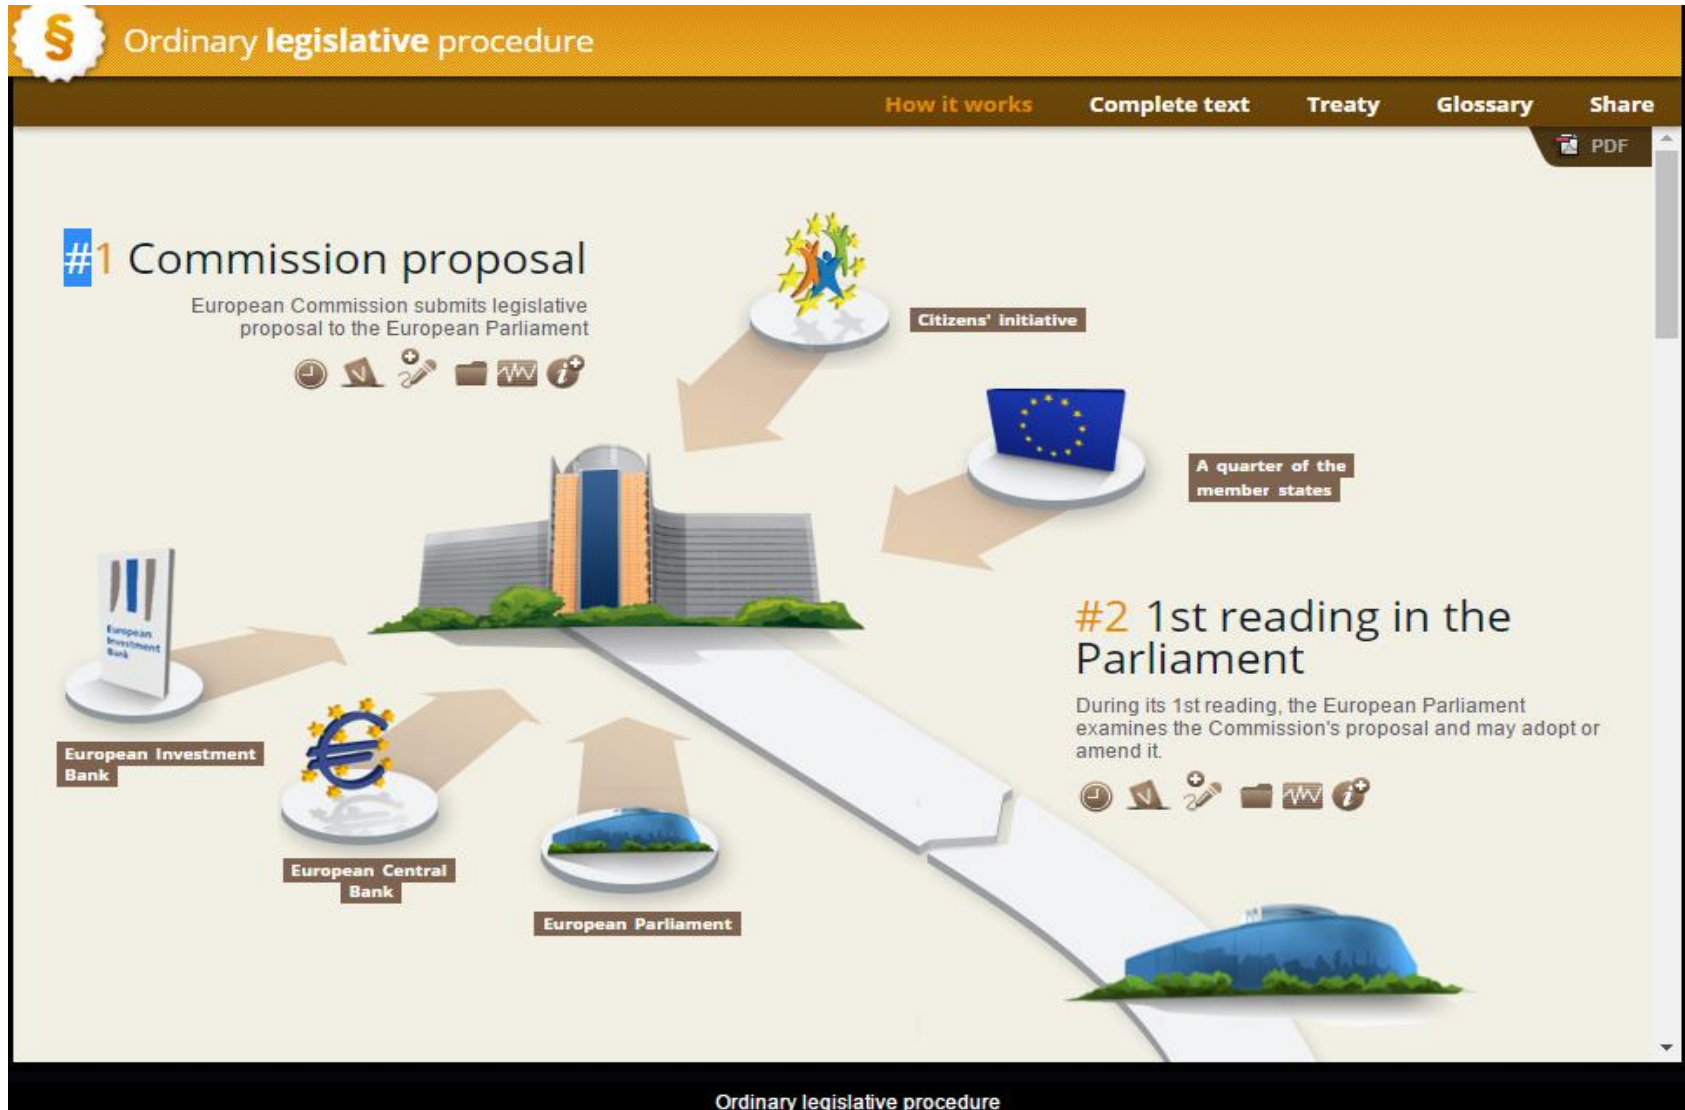 §
Ordinary legislative procedure
How it works Complete text Treaty Glossary Share
PDF
#1 Commission proposal
European Commission submits legislative
proposal to the European Parliament
Citizens' initiative
A quarter of the
member states
European
Investment
Bank
European Investment
Bank
European Central
Bank
European Parliament
#2 1st reading in the
Parliament
During its 1st reading, the European Parliament
examines the Commission's proposal and may adopt or
amend it.
Ordinary legislative procedure